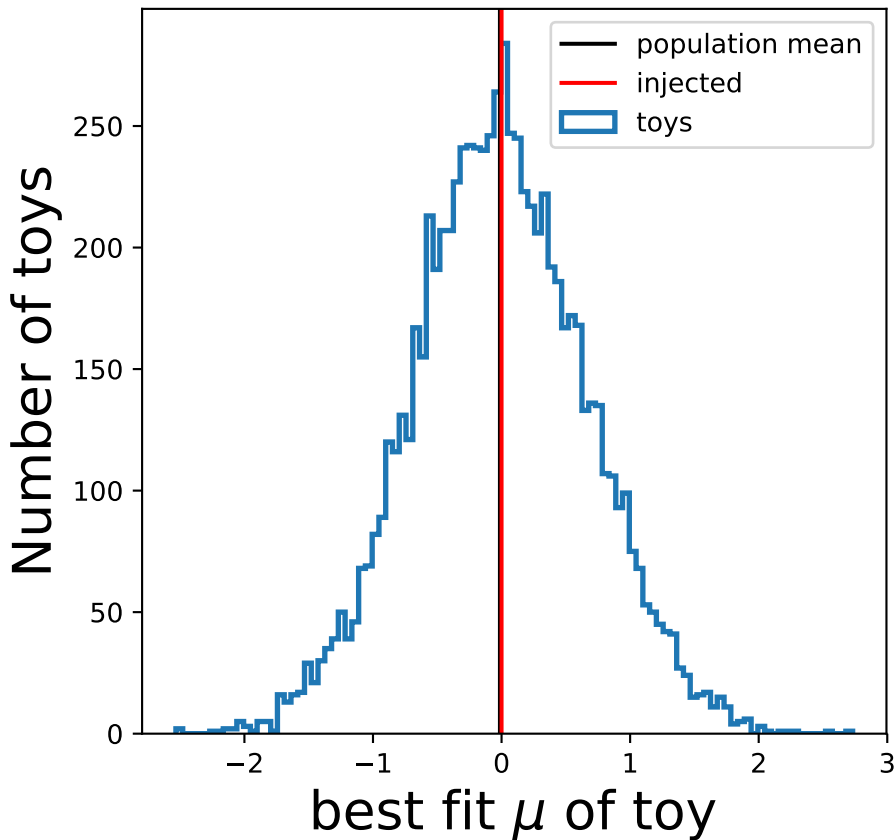 population mean
injected
toys
Number of toys
250
200
150
100
50
0
−2 −1 0 1 2 3
best fit μ of toy